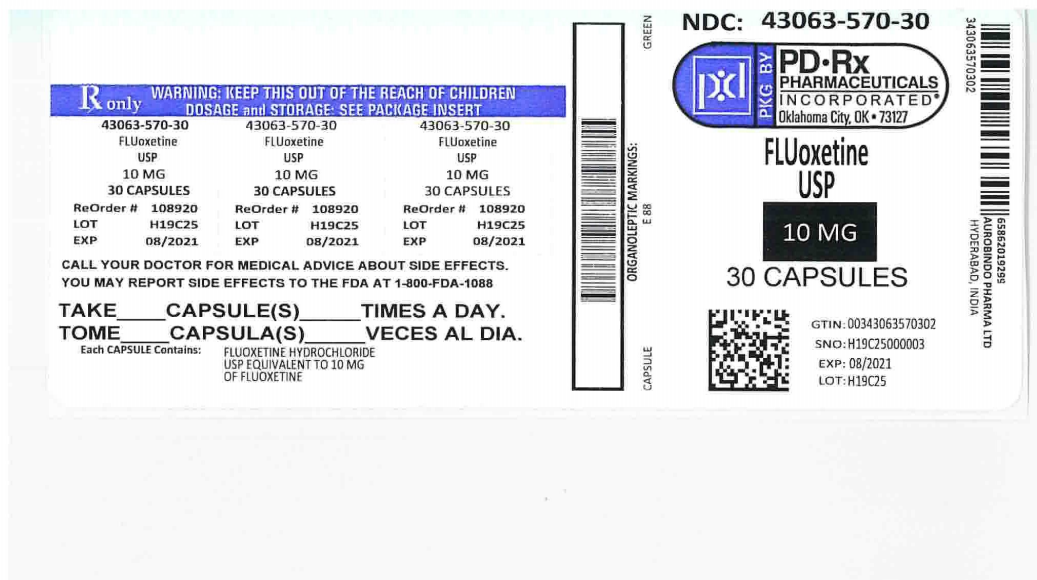 Rx only
WARNING: KEEP THIS OUT OF THE REACH OF CHILDREN
DOSAGE and STORAGE: SEE PACKAGE INSERT
43063-570-30 43063-570-30 43063-570-30
FLUoxetine FLUoxetine FLUoxetine
USP USP USP
10 MG 10 MG 10 MG
30 CAPSULES 30 CAPSULES 30 CAPSULES
ReOrder # 108920 ReOrder # 108920 ReOrder # 108920
LOT H19C25 LOT H19C25 LOT H19C25
EXP 08/2021 EXP 08/2021 EXP 08/2021
CALL YOUR DOCTOR FOR MEDICAL ADVICE ABOUT SIDE EFFECTS.
YOU MAY REPORT SIDE EFFECTS TO THE FDA AT 1-800-FDA-1088
TAKE____CAPSULE(S)_____TIMES A DAY.
TOME____CAPSULA(S)_____VECES AL DIA.
Each CAPSULE Contains: FLUOXETINE HYDROCHLORIDE
USP EQUIVALENT TO 10 MG
OF FLUOXETINE
ORGANOLEPTIC MARKINGS:
CAPSULE E 88 GREEN
NDC: 43063-570-30
PKG BY
PD•Rx
PHARMACEUTICALS
INCORPORATED®
Oklahoma City, OK • 73127
FLUoxetine
USP
10 MG
30 CAPSULES
GTIN: 00343063570302
SNO: H19C25000003
EXP: 08/2021
LOT: H19C25
343063570302
65862019299
AUROBINDO PHARMA LTD
HYDERABAD, INDIA